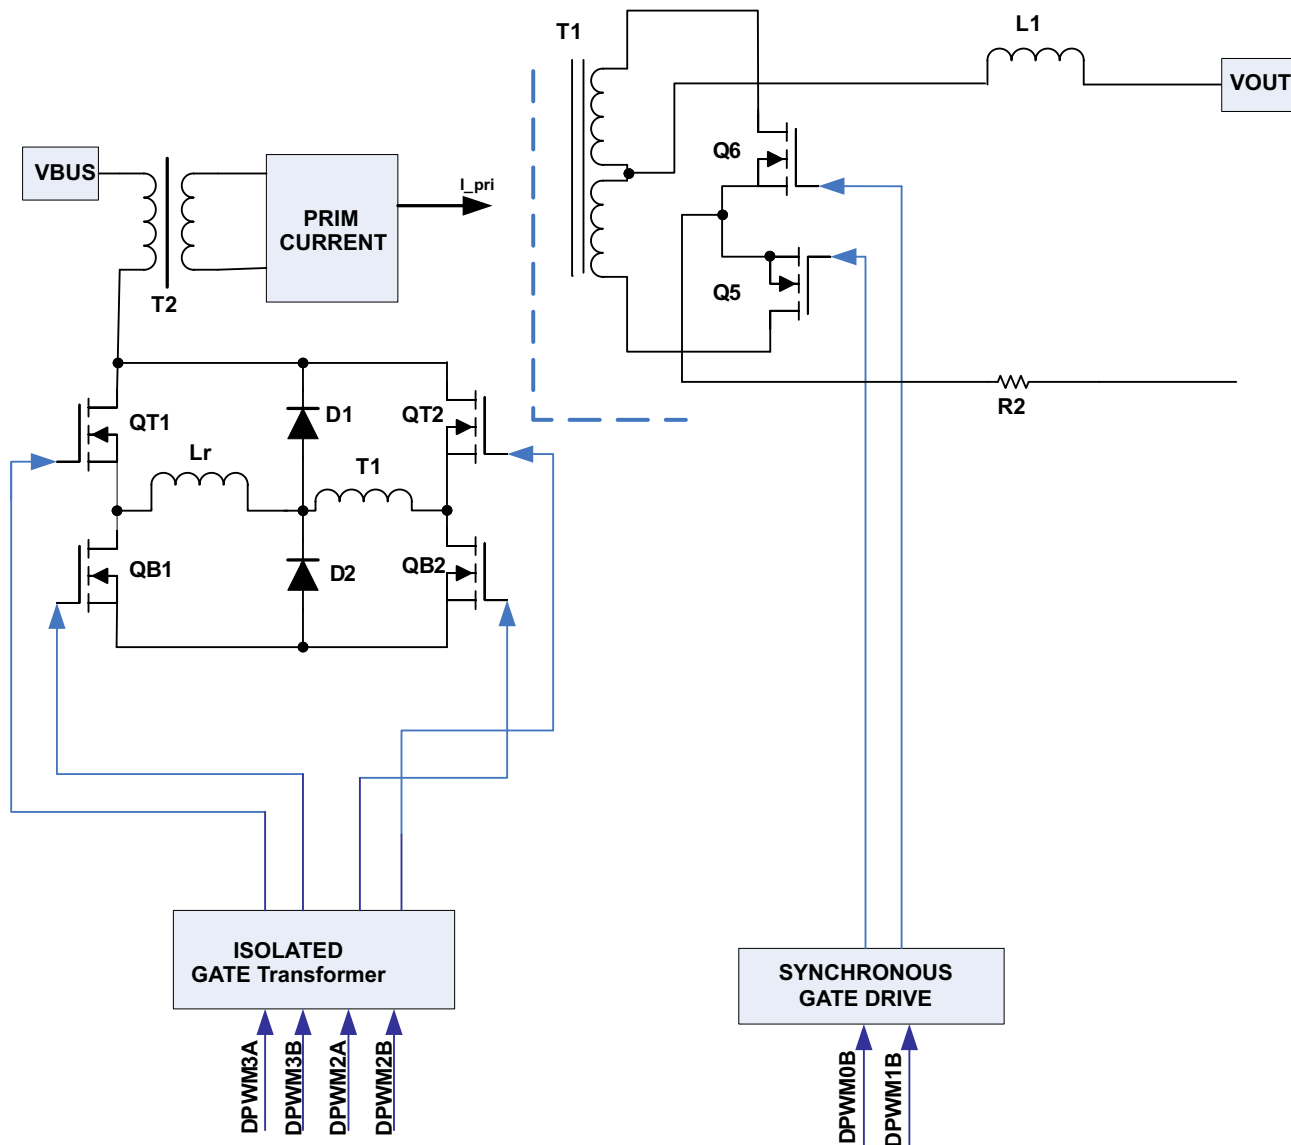 T1
L1
VOUT
Q6
VBUS
I_pri
PRIM
CURRENT
Q5
T2
R2
QT1
D1
QT2
Lr
T1
QB1
D2
QB2
ISOLATED
GATE Transformer
SYNCHRONOUS
GATE DRIVE
DPWM3A
DPWM3B
DPWM2A
DPWM2B
DPWM0B
DPWM1B